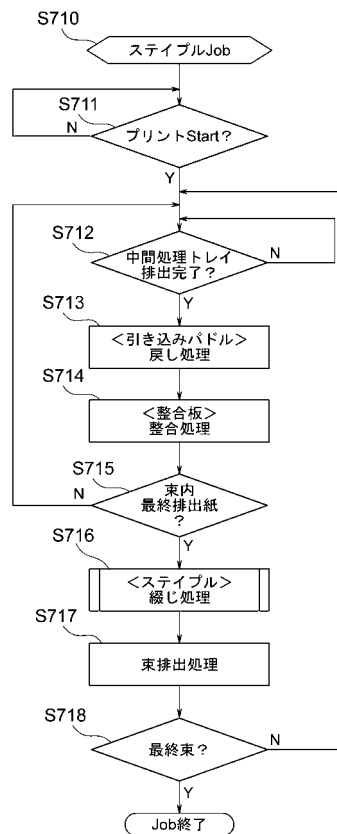 S710
ステイプルJob
S711
プリントStart？
N
Y
S712
中間処理トレイ
排出完了？
N
Y
S713
＜引き込みパドル＞
戻し処理
S714
＜整合板＞
整合処理
S715
束内
最終排出紙
？
N
Y
S716
＜ステイプル＞
綴じ処理
S717
束排出処理
S718
最終束？
N
Y
Job終了